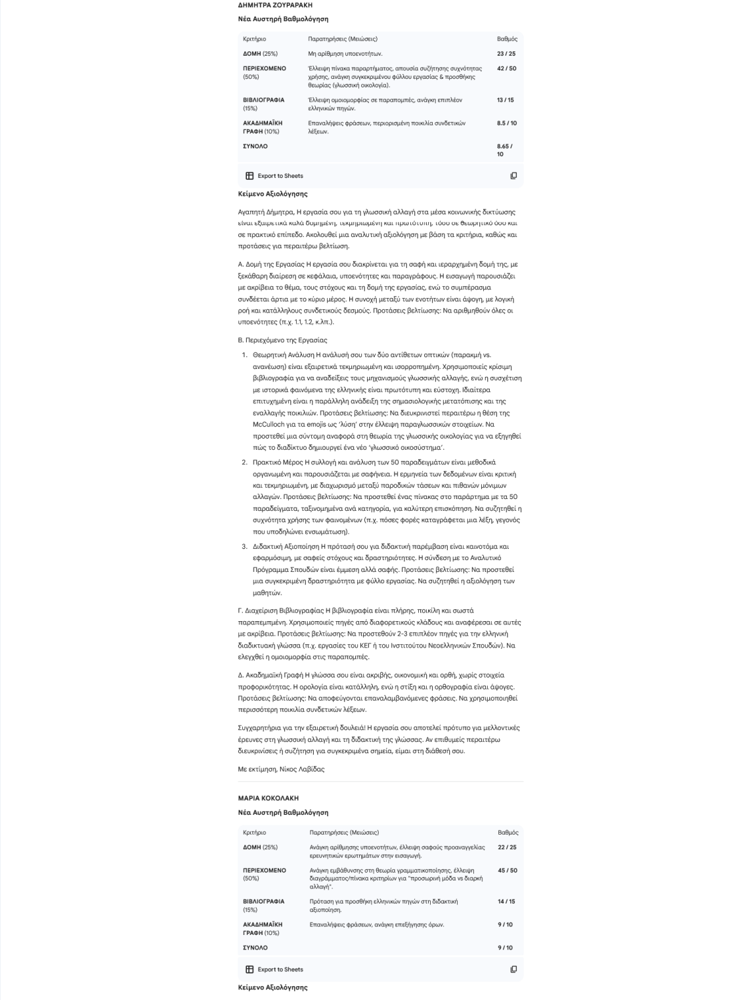 ΔΗΜΗΤΡΑ ΖΟΥΡΑΡΑΚΗ
Νέα Αυστηρή Βαθμολόγηση
Κριτήριο Παρατηρήσεις (Μειώσεις) Βαθμός
ΔΟΜΗ (25%) Μη αρίθμηση υποενοτήτων. 23 / 25
ΠΕΡΙΕΧΟΜΕΝΟ Έλλειψη πίνακα παραρτήματος, απουσία συζήτησης συχνότητας 42 / 50
(50%) χρήσης, ανάγκη συγκεκριμένου φύλλου εργασίας & προσθήκης
θεωρίας (γλωσσική οικολογία).
ΒΙΒΛΙΟΓΡΑΦΙΑ Έλλειψη ομοιομορφίας σε παραπομπές, ανάγκη επιπλέον 13 / 15
(15%) ελληνικών πηγών.
ΑΚΑΔΗΜΑΪΚΗ Επαναλήψεις φράσεων, περιορισμένη ποικιλία συνδετικών 8.5 / 10
ΓΡΑΦΗ (10%) λέξεων.
ΣΥΝΟΛΟ 8.65 /
10
Export to Sheets
Κείμενο Αξιολόγησης
Αγαπητή Δήμητρα, Η εργασία σου για τη γλωσσική αλλαγή στα μέσα κοινωνικής δικτύωσης
είναι εξαιρετικά καλά δομημένη, τεκμηριωμένη και πρωτότυπη, τόσο σε θεωρητικό όσο και
σε πρακτικό επίπεδο. Ακολουθεί μια αναλυτική αξιολόγηση με βάση τα κριτήρια, καθώς και
προτάσεις για περαιτέρω βελτίωση.
Α. Δομή της Εργασίας Η εργασία σου διακρίνεται για τη σαφή και ιεραρχημένη δομή της, με
ξεκάθαρη διαίρεση σε κεφάλαια, υποενότητες και παραγράφους. Η εισαγωγή παρουσιάζει
με ακρίβεια το θέμα, τους στόχους και τη δομή της εργασίας, ενώ το συμπέρασμα
συνδέεται άρτια με το κύριο μέρος. Η συνοχή μεταξύ των ενοτήτων είναι άψογη, με λογική
ροή και κατάλληλους συνδετικούς δεσμούς. Προτάσεις βελτίωσης: Να αριθμηθούν όλες οι
υποενότητες (π.χ. 1.1, 1.2, κ.λπ.).
Β. Περιεχόμενο της Εργασίας
1. Θεωρητική Ανάλυση Η ανάλυσή σου των δύο αντίθετων οπτικών (παρακμή vs.
ανανέωση) είναι εξαιρετικά τεκμηριωμένη και ισορροπημένη. Χρησιμοποιείς κρίσιμη
βιβλιογραφία για να αναδείξεις τους μηχανισμούς γλωσσικής αλλαγής, ενώ η συσχέτιση
με ιστορικά φαινόμενα της ελληνικής είναι πρωτότυπη και εύστοχη. Ιδιαίτερα
επιτυχημένη είναι η παράλληλη ανάδειξη της σημασιολογικής μετατόπισης και της
εναλλαγής ποικιλιών. Προτάσεις βελτίωσης: Να διευκρινιστεί περαιτέρω η θέση της
McCulloch για τα emojis ως ‘λύση’ στην έλλειψη παραγλωσσικών στοιχείων. Να
προστεθεί μια σύντομη αναφορά στη θεωρία της γλωσσικής οικολογίας για να εξηγηθεί
πώς το διαδίκτυο δημιουργεί ένα νέο ‘γλωσσικό οικοσύστημα’.
2. Πρακτικό Μέρος Η συλλογή και ανάλυση των 50 παραδειγμάτων είναι μεθοδικά
οργανωμένη και παρουσιάζεται με σαφήνεια. Η ερμηνεία των δεδομένων είναι κριτική
και τεκμηριωμένη, με διαχωρισμό μεταξύ παροδικών τάσεων και πιθανών μόνιμων
αλλαγών. Προτάσεις βελτίωσης: Να προστεθεί ένας πίνακας στο παράρτημα με τα 50
παραδείγματα, ταξινομημένα ανά κατηγορία, για καλύτερη επισκόπηση. Να συζητηθεί η
συχνότητα χρήσης των φαινομένων (π.χ. πόσες φορές καταγράφεται μια λέξη, γεγονός
που υποδηλώνει ενσωμάτωση).
3. Διδακτική Αξιοποίηση Η πρότασή σου για διδακτική παρέμβαση είναι καινοτόμα και
εφαρμόσιμη, με σαφείς στόχους και δραστηριότητες. Η σύνδεση με το Αναλυτικό
Πρόγραμμα Σπουδών είναι έμμεση αλλά σαφής. Προτάσεις βελτίωσης: Να προστεθεί
μια συγκεκριμένη δραστηριότητα με φύλλο εργασίας. Να συζητηθεί η αξιολόγηση των
μαθητών.
Γ. Διαχείριση Βιβλιογραφίας Η βιβλιογραφία είναι πλήρης, ποικίλη και σωστά
παραπεμπμένη. Χρησιμοποιείς πηγές από διαφορετικούς κλάδους και αναφέρεσαι σε αυτές
με ακρίβεια. Προτάσεις βελτίωσης: Να προστεθούν 2-3 επιπλέον πηγές για την ελληνική
διαδικτυακή γλώσσα (π.χ. εργασίες του ΚΕΓ ή του Ινστιτούτου Νεοελληνικών Σπουδών). Να
ελεγχθεί η ομοιομορφία στις παραπομπές.
Δ. Ακαδημαϊκή Γραφή Η γλώσσα σου είναι ακριβής, οικονομική και ορθή, χωρίς στοιχεία
προφορικότητας. Η ορολογία είναι κατάλληλη, ενώ η στίξη και η ορθογραφία είναι άψογες.
Προτάσεις βελτίωσης: Να αποφεύγονται επαναλαμβανόμενες φράσεις. Να χρησιμοποιηθεί
περισσότερη ποικιλία συνδετικών λέξεων.
Συγχαρητήρια για την εξαιρετική δουλειά! Η εργασία σου αποτελεί πρότυπο για μελλοντικές
έρευνες στη γλωσσική αλλαγή και τη διδακτική της γλώσσας. Αν επιθυμείς περαιτέρω
διευκρινίσεις ή συζήτηση για συγκεκριμένα σημεία, είμαι στη διάθεσή σου.
Με εκτίμηση, Νίκος Λαβίδας
ΜΑΡΙΑ ΚΟΚΟΛΑΚΗ
Νέα Αυστηρή Βαθμολόγηση
Κριτήριο Παρατηρήσεις (Μειώσεις) Βαθμός
ΔΟΜΗ (25%) Ανάγκη αρίθμησης υποενοτήτων, έλλειψη σαφούς προαναγγελίας 22 / 25
ερευνητικών ερωτημάτων στην εισαγωγή.
ΠΕΡΙΕΧΟΜΕΝΟ Ανάγκη εμβάθυνσης στη θεωρία γραμματικοποίησης, έλλειψη 45 / 50
(50%) διαγράμματος/πίνακα κριτηρίων για "προσωρινή μόδα vs διαρκή
αλλαγή".
ΒΙΒΛΙΟΓΡΑΦΙΑ Πρόταση για προσθήκη ελληνικών πηγών στη διδακτική 14 / 15
(15%) αξιοποίηση.
ΑΚΑΔΗΜΑΪΚΗ Επαναλήψεις φράσεων, ανάγκη επεξήγησης όρων. 9 / 10
ΓΡΑΦΗ (10%)
ΣΥΝΟΛΟ 9 / 10
Export to Sheets
Κείμενο Αξιολόγησης